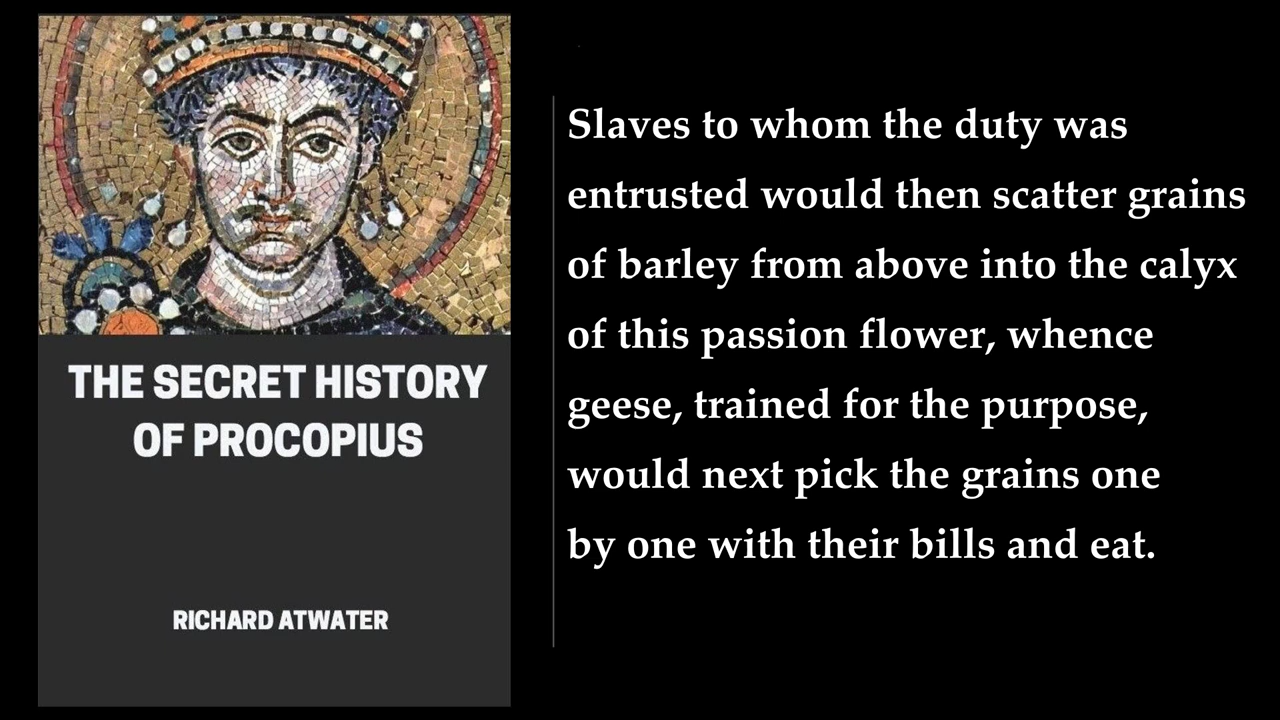 THE SECRET HISTORY
OF PROCOPIUS
RICHARD ATWATER
Slaves to whom the duty was
entrusted would then scatter grains
of barley from above into the calyx
of this passion flower, whence
geese, trained for the purpose,
would next pick the grains one
by one with their bills and eat.